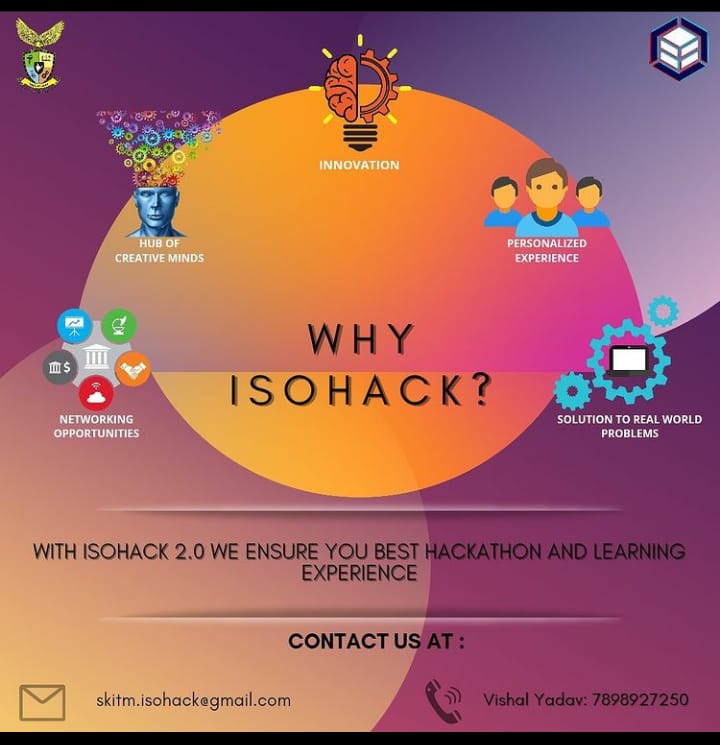 INNOVATION
HUB OF
CREATIVE MINDS
PERSONALIZED
EXPERIENCE
WHY
ISOHACK?
NETWORKING
OPPORTUNITIES
SOLUTION TO REAL WORLD
PROBLEMS
WITH ISOHACK 2.0 WE ENSURE YOU BEST HACKATHON AND LEARNING
EXPERIENCE
CONTACT US AT :
skitm.isohack@gmail.com
Vishal Yadav: 7898927250